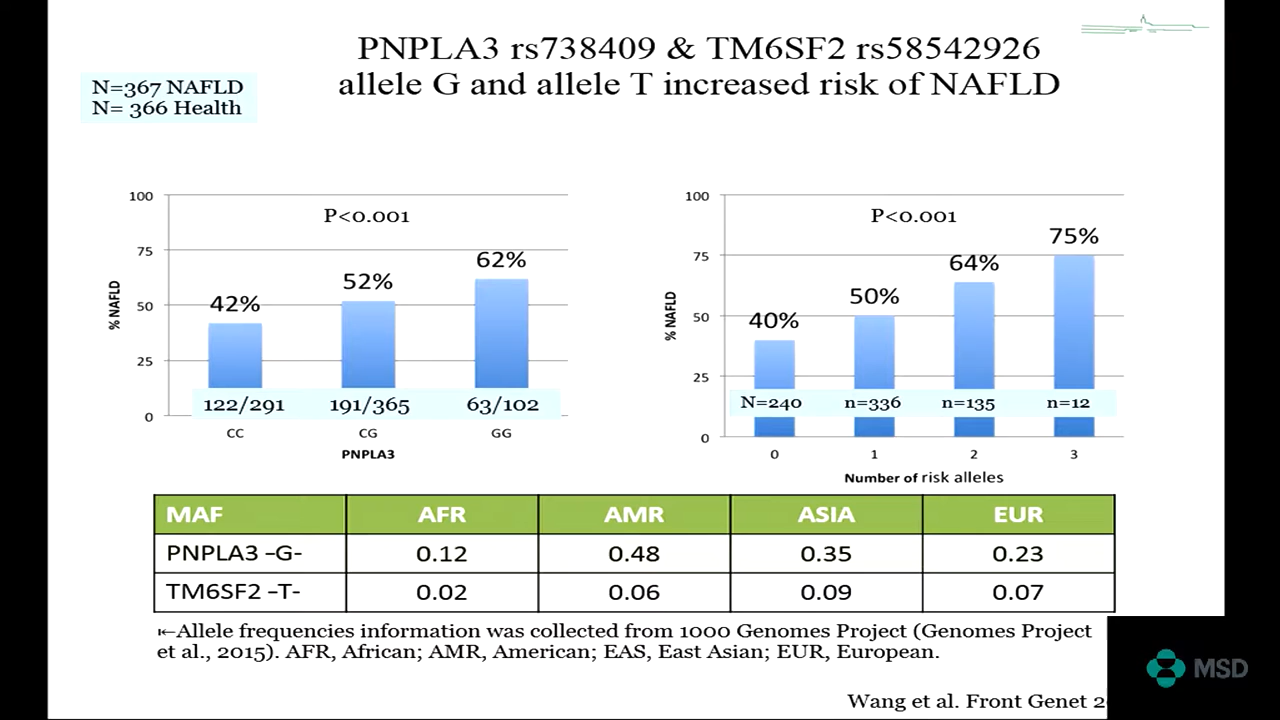 PNPLA3 rs738409 & TM6SF2 rs58542926
allele G and allele T increased risk of NAFLD
N=367 NAFLD
N= 366 Health
100
75
50
25
0
% NAFLD
P<0.001
42%
52%
62%
122/291
191/365
63/102
CC
CG
GG
PNPLA3
100
75
50
25
0
% NAFLD
P<0.001
40%
50%
64%
75%
N=240
n=336
n=135
n=12
0
1
2
3
Number of risk alleles
MAF AFR AMR ASIA EUR
PNPLA3 –G- 0.12 0.48 0.35 0.23
TM6SF2 –T- 0.02 0.06 0.09 0.07
⇤Allele frequencies information was collected from 1000 Genomes Project (Genomes Project
et al., 2015). AFR, African; AMR, American; EAS, East Asian; EUR, European.
MSD
Wang et al. Front Genet